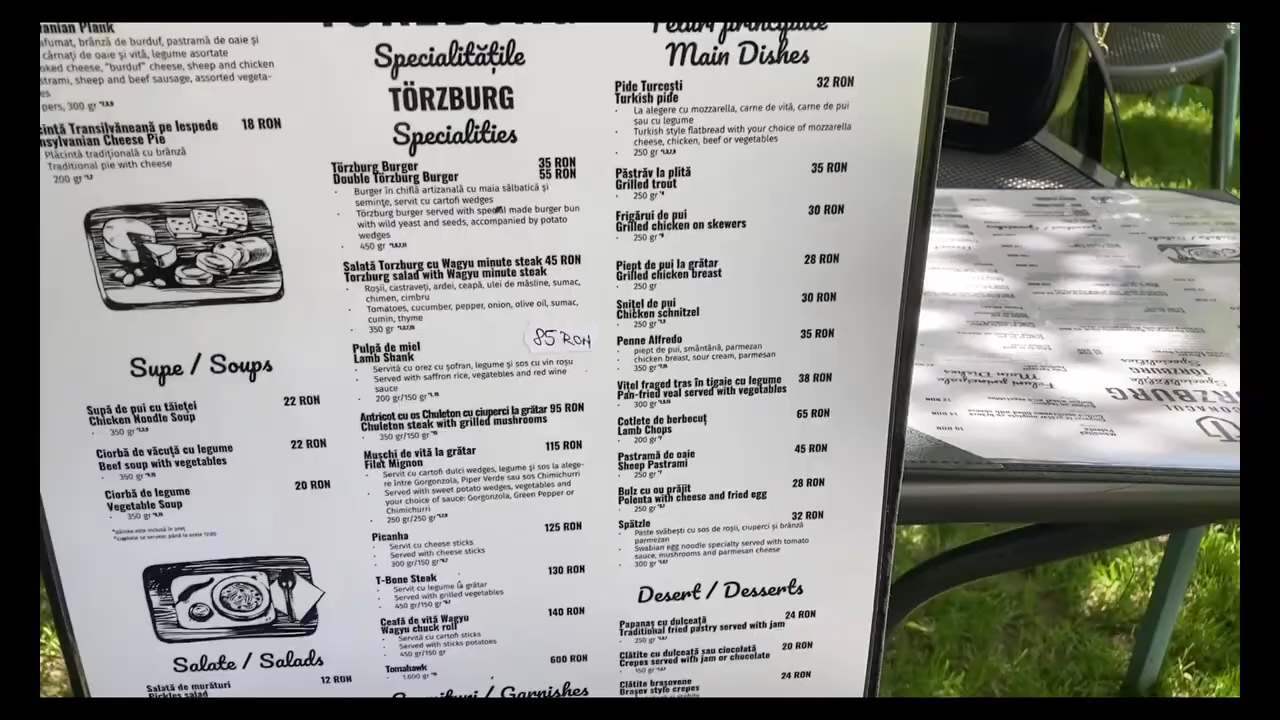 anian Plank
afumat, brânză de burduf, pastramă de oaie și
cârnați de oaie și vită, legume asortate
oked cheese, "burduf" cheese, sheep and chicken
strami, sheep and beef sausage, assorted vegeta-
es
pers, 300 gr
cintă Transilvăneană pe lespede 18 RON
nsylvanian Cheese Pie
Plăcintă tradițională cu brânză
Traditional pie with cheese
200 gr
Supe / Soups
Supă de pui cu tăieței 22 RON
Chicken Noodle Soup
350 gr
Ciorbă de văcuță cu legume 22 RON
Beef soup with vegetables
350 gr
Ciorbă de legume 20 RON
Vegetable Soup
350 gr
Salate / Salads
Salată de murături 12 RON
Pickles salad
Specialitățile
TÖRZBURG
Specialities
Törzburg Burger 35 RON
Double Törzburg Burger 55 RON
Burger în chiflă artizanală cu maia sălbatică și
semințe, servit cu cartofi wedges
Törzburg burger served with special made burger bun
with wild yeast and seeds, accompanied by potato
wedges
450 gr
Salată Torzburg cu Wagyu minute steak 45 RON
Torzburg salad with Wagyu minute steak
Roșii, castraveți, ardei, ceapă, ulei de măsline, sumac,
chimen, cimbru
Tomatoes, cucumber, pepper, onion, olive oil, sumac,
cumin, thyme
350 gr
85 RON
Pulpă de miel
Lamb Shank
Servită cu orez cu șofran, legume și sos cu vin roșu
Served with saffron rice, vegatables and red wine
sauce
200 gr/150 gr
Antricot cu os Chuleton cu ciuperci la grătar 95 RON
Chuleton steak with grilled mushrooms
350 gr/150 gr
Mușchi de vită la grătar 115 RON
Filet Mignon
Servit cu cartofi dulci wedges, legume și sos la alege-
re între Gorgonzola, Piper Verde sau sos Chimichurri
Served with sweet potato wedges, vegetables and
your choice of sauce: Gorgonzola, Green Pepper or
Chimichurri
250 gr/250 gr
Picanha 125 RON
Servit cu cheese sticks
Served with cheese sticks
300 gr/150 gr
T-Bone Steak 130 RON
Servit cu legume la grătar
Served with grilled vegetables
450 gr/150 gr
Ceafă de vită Wagyu 140 RON
Wagyu chuck roll
Servită cu cartofi sticks
Served with sticks potatoes
450 gr/150 gr
Tomahawk 600 RON
1.600 gr
Garnituri / Garnishes
Feluri principale
Main Dishes
Pide Turcești 32 RON
Turkish pide
La alegere cu mozzarella, carne de vită, carne de pui
sau cu legume
Turkish style flatbread with your choice of mozzarella
cheese, chicken, beef or vegetables
250 gr
Păstrăv la plită 35 RON
Grilled trout
250 gr
Frigărui de pui 30 RON
Grilled chicken on skewers
250 gr
Piept de pui la grătar 28 RON
Grilled chicken breast
250 gr
Snițel de pui 30 RON
Chicken schnitzel
250 gr
Penne Alfredo 35 RON
piept de pui, smântână, parmezan
chicken breast, sour cream, parmesan
350 gr
Vițel fraged tras în tigaie cu legume 38 RON
Pan-fried veal served with vegetables
300 gr
Cotlete de berbecuț 65 RON
Lamb Chops
200 gr
Pastramă de oaie 45 RON
Sheep Pastrami
250 gr
Bulz cu ou prăjit 28 RON
Polenta with cheese and fried egg
250 gr
Spätzle 32 RON
Paste svăbești cu sos de roșii, ciuperci și brânză
parmezan
Swabian egg noodle specialty served with tomato
sauce, mushrooms and parmesan cheese
300 gr
Desert / Desserts
Papanaș cu dulceață 24 RON
Traditional fried pastry served with jam
250 gr
Clătite cu dulceață sau ciocolată 20 RON
Crepes served with jam or chocolate
150 gr
Clătite brașovene 24 RON
Brașov style crepes